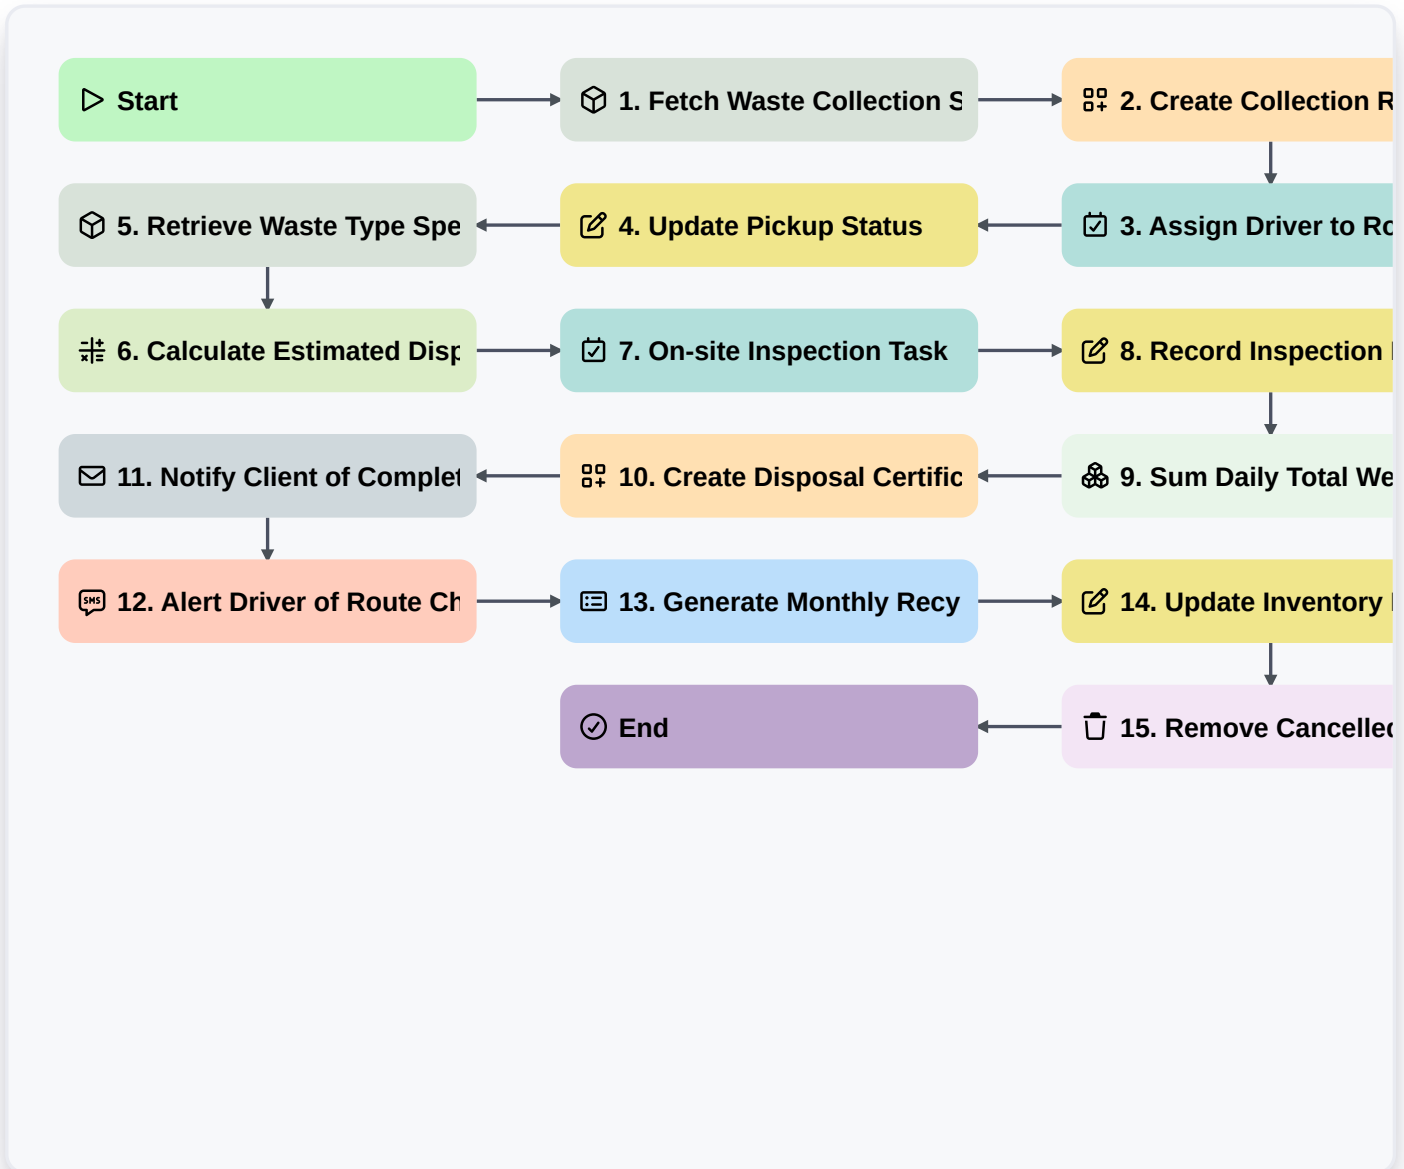 Start
1. Fetch Waste Collection S
2. Create Collection R
5. Retrieve Waste Type Spe
4. Update Pickup Status
3. Assign Driver to Ro
6. Calculate Estimated Disp
7. On-site Inspection Task
8. Record Inspection
11. Notify Client of Complet
10. Create Disposal Certific
9. Sum Daily Total We
SMS
12. Alert Driver of Route Ch
13. Generate Monthly Recy
14. Update Inventory
End
15. Remove Cancelled